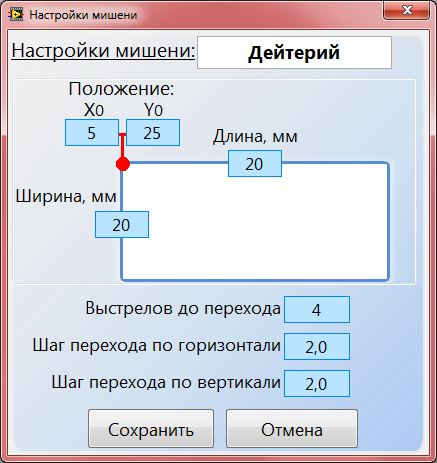 Настройки мишени
Настройки мишени: Дейтерий
Положение:
X0 Y0
5 25
Длина, мм
20
Ширина, мм
20
Выстрелов до перехода 4
Шаг перехода по горизонтали 2,0
Шаг перехода по вертикали 2,0
Сохранить Отмена